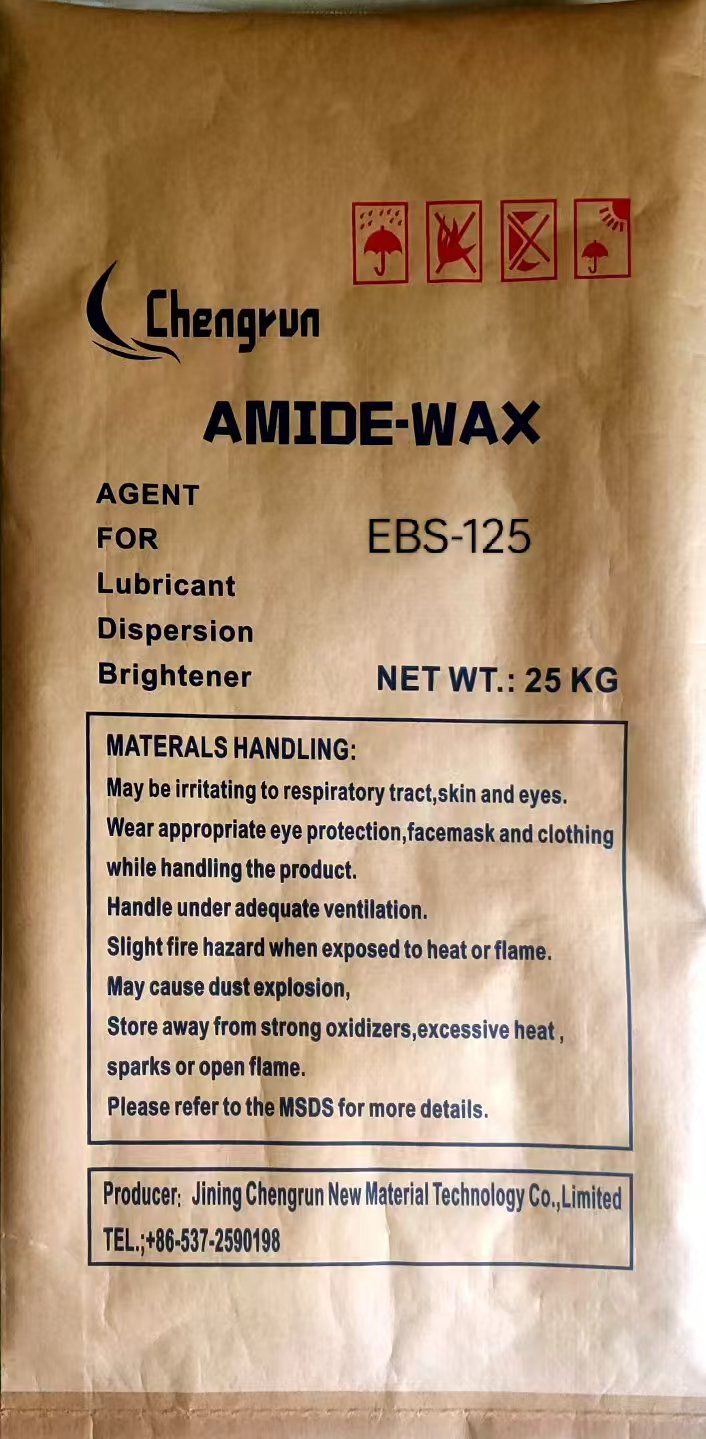 Chengrun
AMIDE-WAX
AGENT
FOR
Lubricant
Dispersion
Brightener
EBS-125
NET WT.: 25 KG
MATERALS HANDLING:
May be irritating to respiratory tract,skin and eyes.
Wear appropriate eye protection,facemask and clothing
while handling the product.
Handle under adequate ventilation.
Slight fire hazard when exposed to heat or flame.
May cause dust explosion,
Store away from strong oxidizers,excessive heat ,
sparks or open flame.
Please refer to the MSDS for more details.
Producer: Jining Chengrun New Material Technology Co.,Limited
TEL.;+86-537-2590198